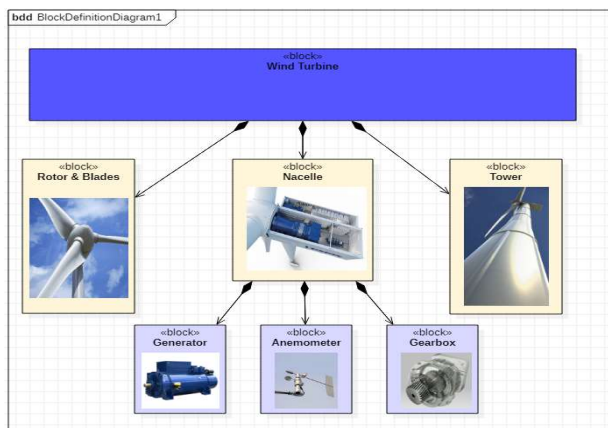 bdd BlockDefinitionDiagram1
«block»
Wind Turbine
«block»
Rotor & Blades
«block»
Nacelle
«block»
Tower
«block»
Generator
«block»
Anemometer
«block»
Gearbox